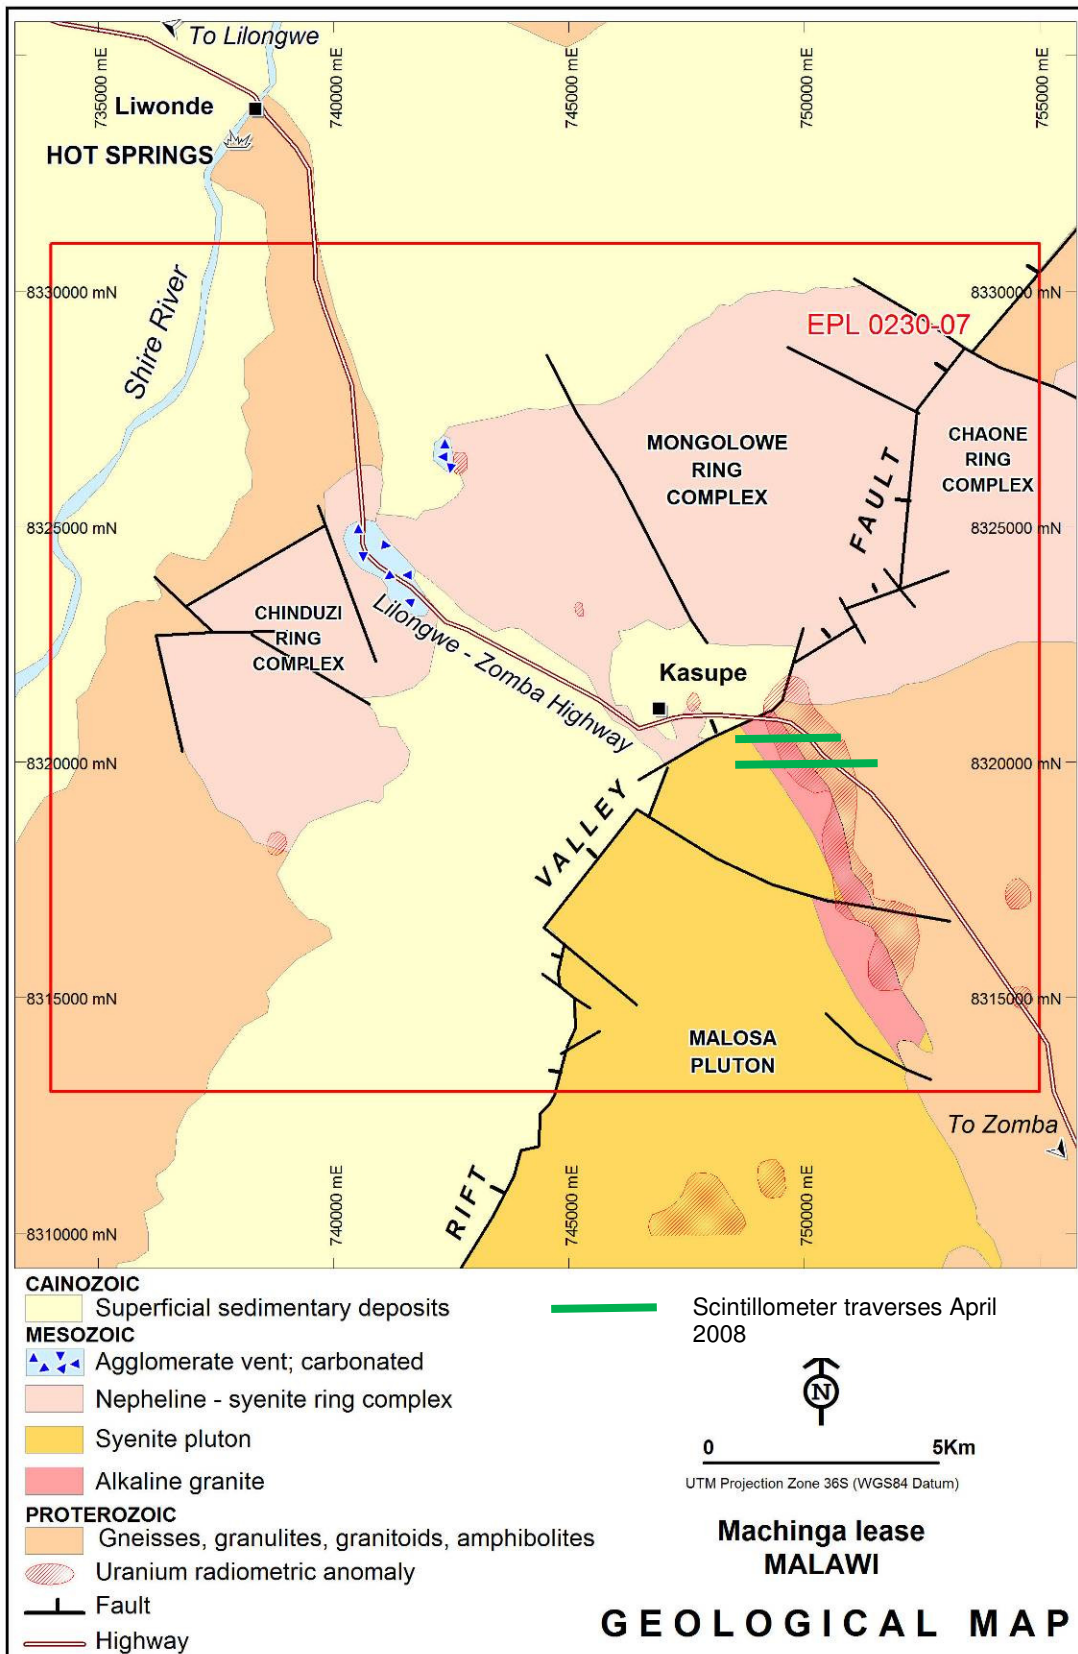 To Lilongwe
735000 mE
740000 mE
745000 mE
750000 mE
755000 mE
Liwonde
HOT SPRINGS
Shire River
8330000 mN
8330000 mN
EPL 0230-07
MONGOLOWE
RING
COMPLEX
CHAONE
RING
COMPLEX
FAULT
8325000 mN
8325000 mN
CHINDUZI
RING
COMPLEX
Lilongwe - Zomba Highway
Kasupe
8320000 mN
8320000 mN
VALLEY
8315000 mN
8315000 mN
MALOSA
PLUTON
To Zomba
RIFT
740000 mE
745000 mE
750000 mE
8310000 mN
CAINOZOIC
Superficial sedimentary deposits
MESOZOIC
Agglomerate vent; carbonated
Nepheline - syenite ring complex
Syenite pluton
Alkaline granite
PROTEROZOIC
Gneisses, granulites, granitoids, amphibolites
Uranium radiometric anomaly
Fault
Highway
Scintillometer traverses April
2008
N
0 5Km
UTM Projection Zone 36S (WGS84 Datum)
Machinga lease
MALAWI
GEOLOGICAL MAP